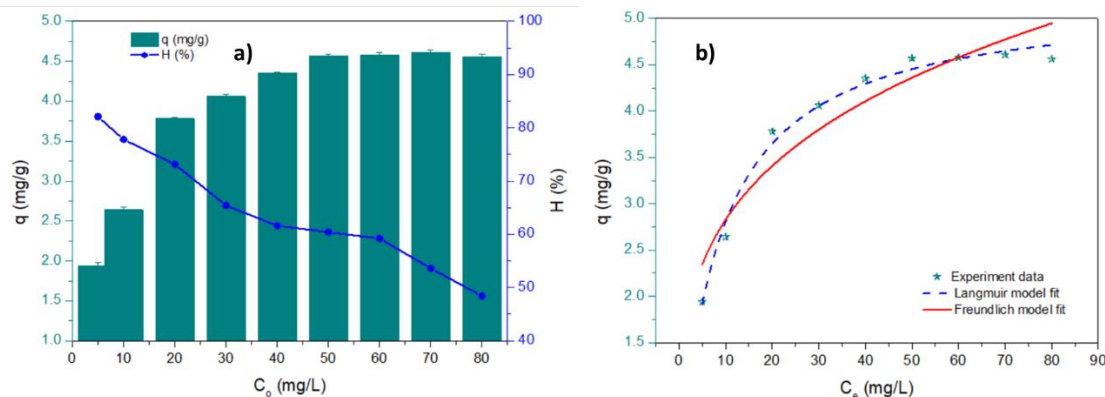 a)
q (mg/g)
H (%)
5.0
4.5
4.0
3.5
3.0
2.5
2.0
1.5
1.0
q (mg/g)
100
90
80
70
60
50
40
H (%)
0 10 20 30 40 50 60 70 80
C₀ (mg/L)
b)
5.0
4.5
4.0
3.5
3.0
2.5
2.0
1.5
q (mg/g)
Experiment data
Langmuir model fit
Freundlich model fit
0 10 20 30 40 50 60 70 80 90
Cₑ (mg/L)